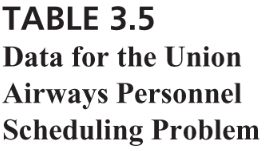 TABLE 3.5
Data for the Union
Airways Personnel
Scheduling Problem